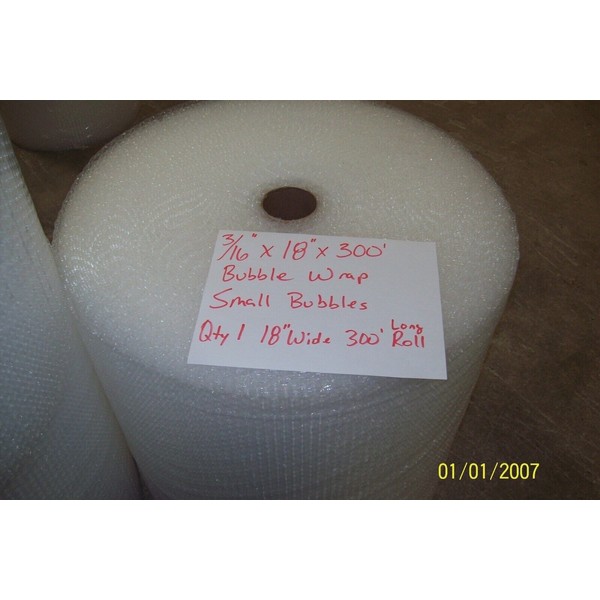 3/16" x 18" x 300'
Bubble Wrap
Small Bubbles
Qty 1 18" Wide 300' Long Roll
01/01/2007